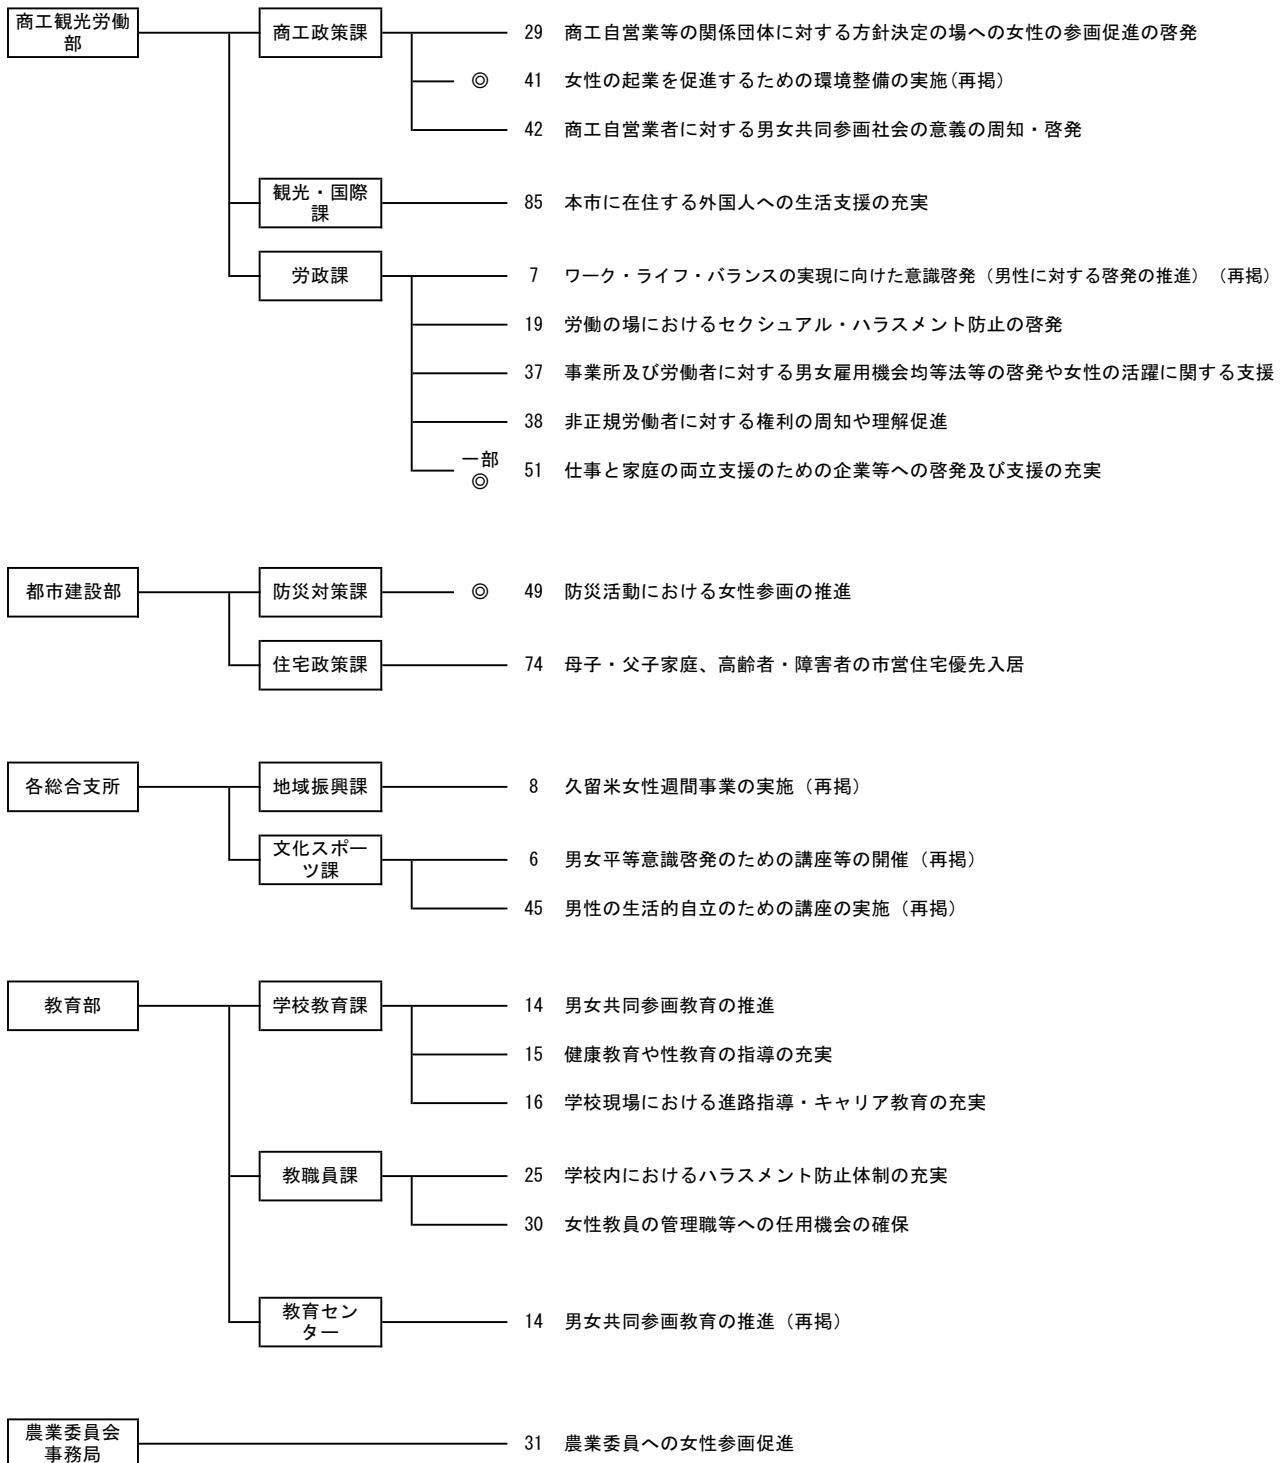 商工観光労働
部
商工政策課
29 商工自営業等の関係団体に対する方針決定の場への女性の参画促進の啓発
◎ 41 女性の起業を促進するための環境整備の実施(再掲)
42 商工自営業者に対する男女共同参画社会の意義の周知・啓発
観光・国際
課
85 本市に在住する外国人への生活支援の充実
労政課
7 ワーク・ライフ・バランスの実現に向けた意識啓発（男性に対する啓発の推進）（再掲）
19 労働の場におけるセクシュアル・ハラスメント防止の啓発
37 事業所及び労働者に対する男女雇用機会均等法等の啓発や女性の活躍に関する支援
38 非正規労働者に対する権利の周知や理解促進
一部
◎
51 仕事と家庭の両立支援のための企業等への啓発及び支援の充実
都市建設部
防災対策課
◎ 49 防災活動における女性参画の推進
住宅政策課
74 母子・父子家庭、高齢者・障害者の市営住宅優先入居
各総合支所
地域振興課
8 久留米女性週間事業の実施（再掲）
文化スポー
ツ課
6 男女平等意識啓発のための講座等の開催（再掲）
45 男性の生活的自立のための講座の実施（再掲）
教育部
学校教育課
14 男女共同参画教育の推進
15 健康教育や性教育の指導の充実
16 学校現場における進路指導・キャリア教育の充実
教職員課
25 学校内におけるハラスメント防止体制の充実
30 女性教員の管理職等への任用機会の確保
教育セン
ター
14 男女共同参画教育の推進（再掲）
農業委員会
事務局
31 農業委員への女性参画促進